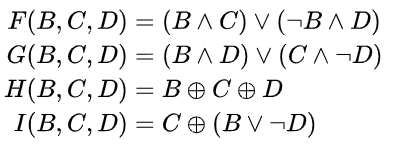 F(B, C, D) = (B ∧ C) ∨ (¬B ∧ D)
G(B, C, D) = (B ∧ D) ∨ (C ∧ ¬D)
H(B, C, D) = B ⊕ C ⊕ D
I(B, C, D) = C ⊕ (B ∨ ¬D)